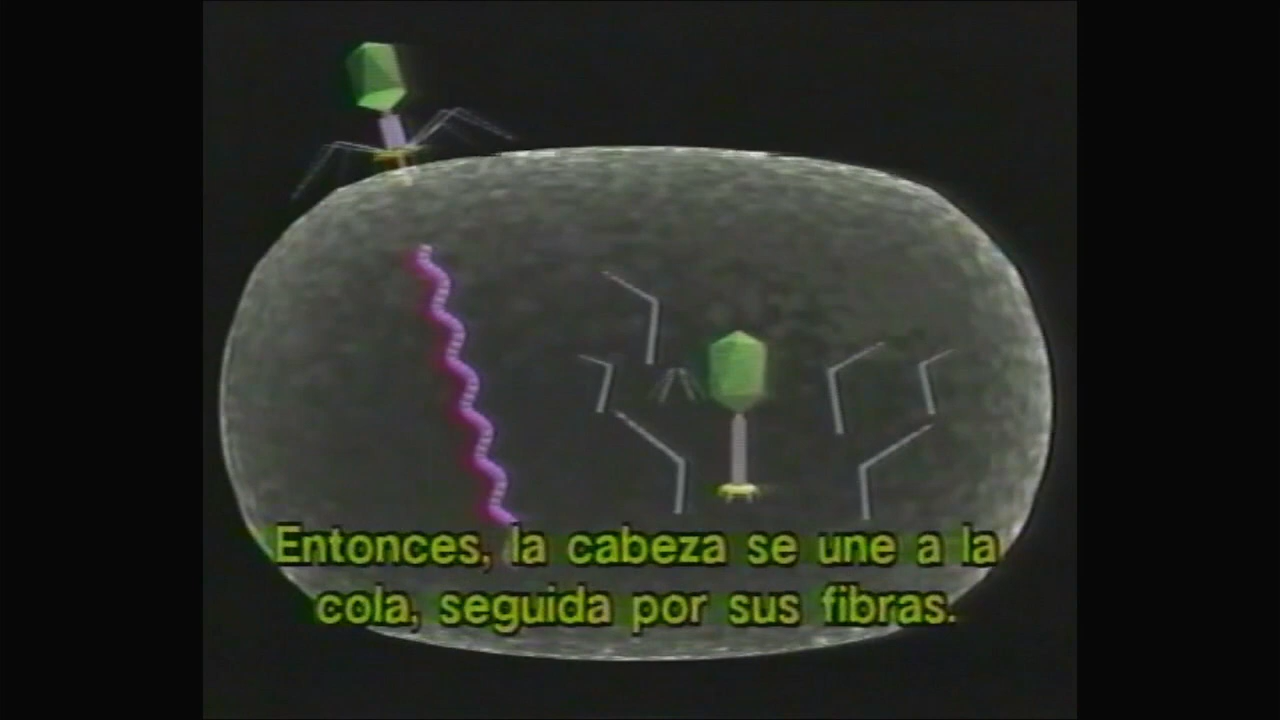 Entonces, la cabeza se une a la
cola, seguida por sus fibras.